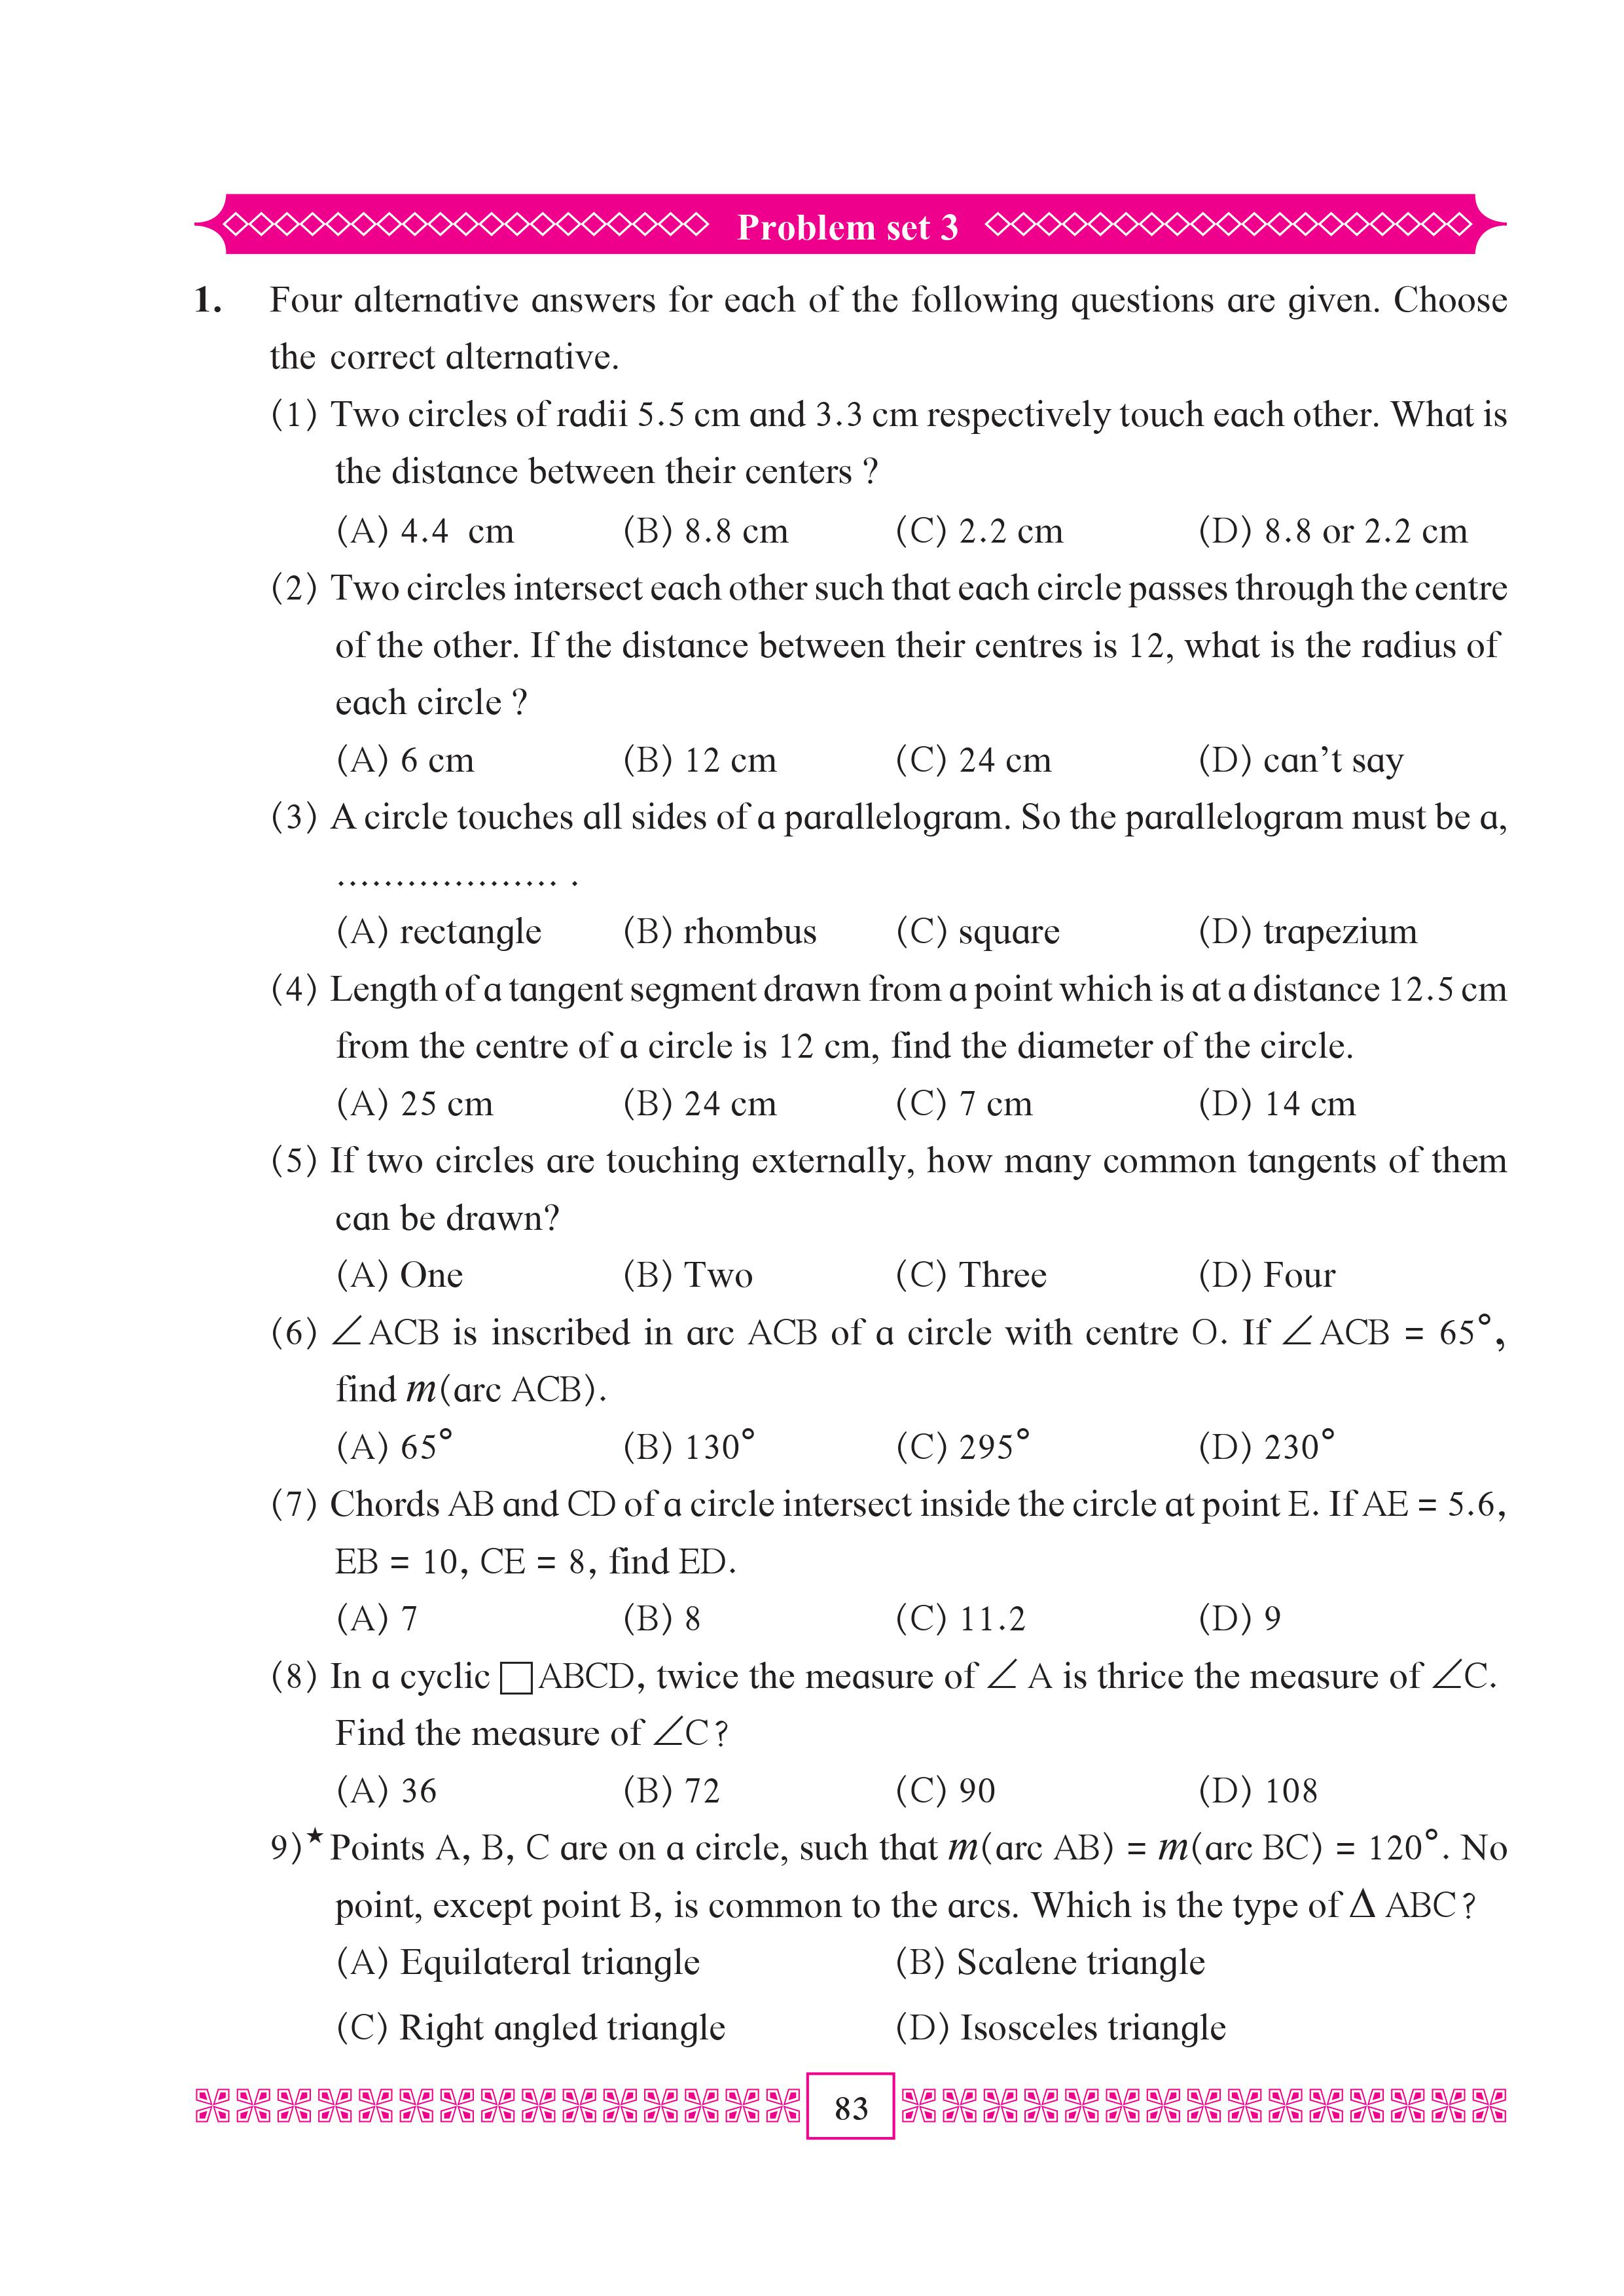 Problem set 3
1. Four alternative answers for each of the following questions are given. Choose
the correct alternative.
(1) Two circles of radii 5.5 cm and 3.3 cm respectively touch each other. What is
the distance between their centers ?
(A) 4.4 cm (B) 8.8 cm (C) 2.2 cm (D) 8.8 or 2.2 cm
(2) Two circles intersect each other such that each circle passes through the centre
of the other. If the distance between their centres is 12, what is the radius of
each circle ?
(A) 6 cm (B) 12 cm (C) 24 cm (D) can’t say
(3) A circle touches all sides of a parallelogram. So the parallelogram must be a,
................... .
(A) rectangle (B) rhombus (C) square (D) trapezium
(4) Length of a tangent segment drawn from a point which is at a distance 12.5 cm
from the centre of a circle is 12 cm, find the diameter of the circle.
(A) 25 cm (B) 24 cm (C) 7 cm (D) 14 cm
(5) If two circles are touching externally, how many common tangents of them
can be drawn?
(A) One (B) Two (C) Three (D) Four
(6) ∠ACB is inscribed in arc ACB of a circle with centre O. If ∠ACB = 65°,
find m(arc ACB).
(A) 65° (B) 130° (C) 295° (D) 230°
(7) Chords AB and CD of a circle intersect inside the circle at point E. If AE = 5.6,
EB = 10, CE = 8, find ED.
(A) 7 (B) 8 (C) 11.2 (D) 9
(8) In a cyclic □ABCD, twice the measure of ∠ A is thrice the measure of ∠C.
Find the measure of ∠C?
(A) 36 (B) 72 (C) 90 (D) 108
9)★ Points A, B, C are on a circle, such that m(arc AB) = m(arc BC) = 120°. No
point, except point B, is common to the arcs. Which is the type of Δ ABC?
(A) Equilateral triangle (B) Scalene triangle
(C) Right angled triangle (D) Isosceles triangle
83